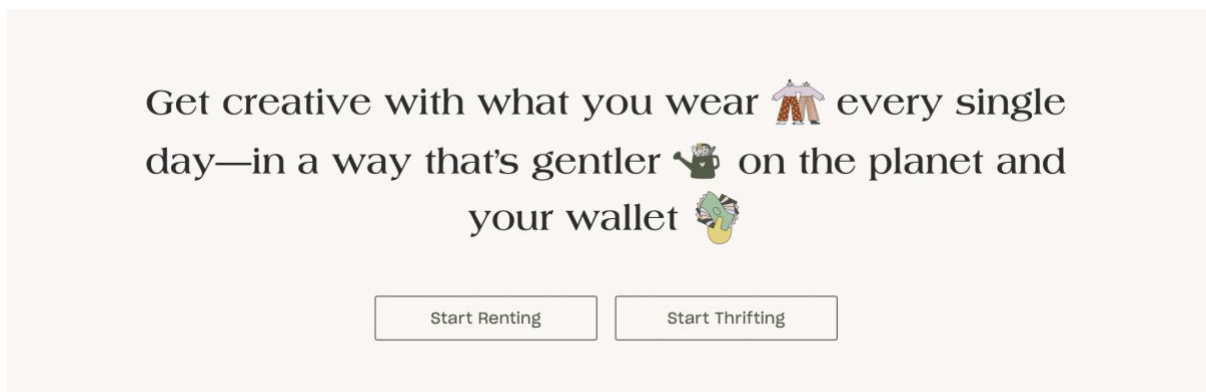 Get creative with what you wear every single
day—in a way that's gentler on the planet and
your wallet
Start Renting
Start Thrifting